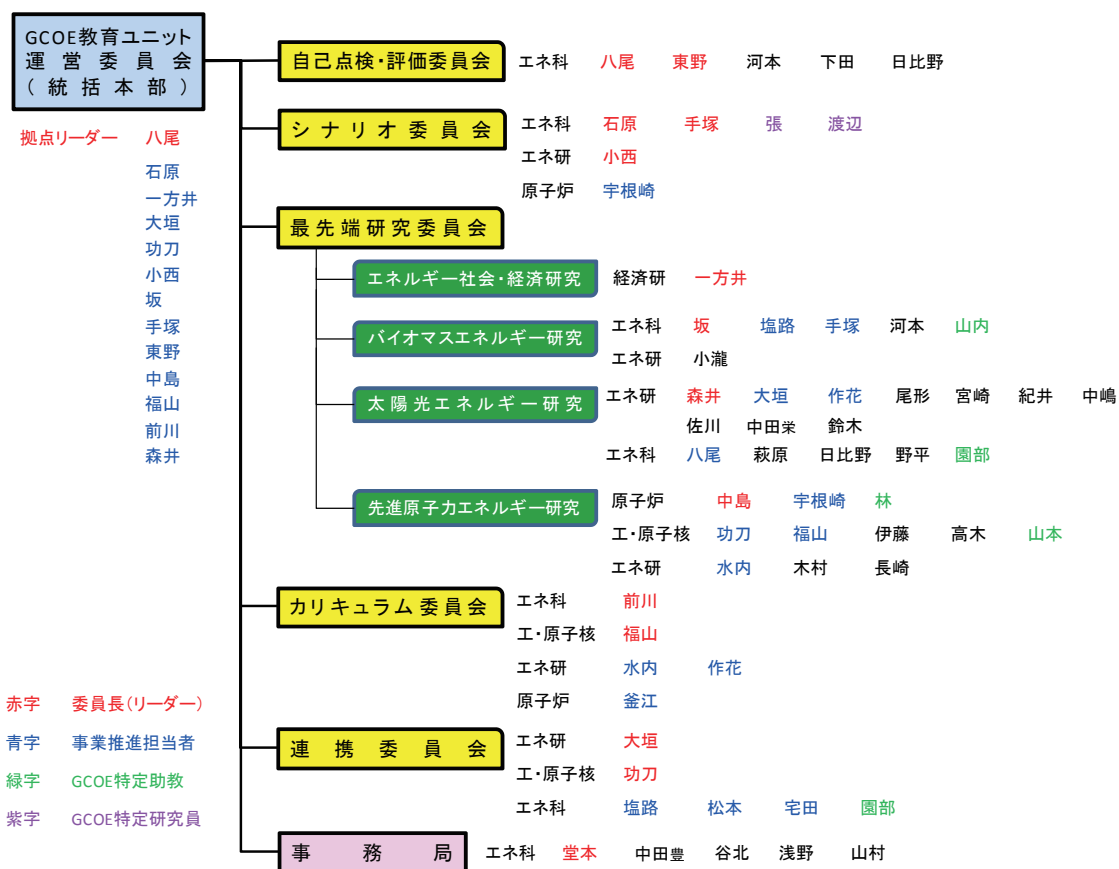 GCOE教育ユニット
運営委員会
(統括本部)
拠点リーダー 八尾
石原
一方井
大垣
功刀
小西
坂
手塚
東野
中島
福山
前川
森井
自己点検・評価委員会 エネ科 八尾 東野 河本 下田 日比野
シナリオ委員会 エネ科 石原 手塚 張 渡辺
エネ研 小西
原子炉 宇根崎
最先端研究委員会
エネルギー社会・経済研究 経済研 一方井
バイオマスエネルギー研究 エネ科 坂 塩路 手塚 河本 山内
エネ研 小瀧
太陽光エネルギー研究 エネ研 森井 大垣 作花 尾形 宮崎 紀井 中嶋
佐川 中田栄 鈴木
エネ科 八尾 萩原 日比野 野平 園部
先進原子力エネルギー研究 原子炉 中島 宇根崎 林
工・原子核 功刀 福山 伊藤 高木 山本
エネ研 水内 木村 長崎
カリキュラム委員会 エネ科 前川
工・原子核 福山
エネ研 水内 作花
原子炉 釜江
連携委員会 エネ研 大垣
工・原子核 功刀
エネ科 塩路 松本 宅田 園部
事務局 エネ科 堂本 中田豊 谷北 浅野 山村
赤字 委員長(リーダー)
青字 事業推進担当者
緑字 GCOE特定助教
紫字 GCOE特定研究員